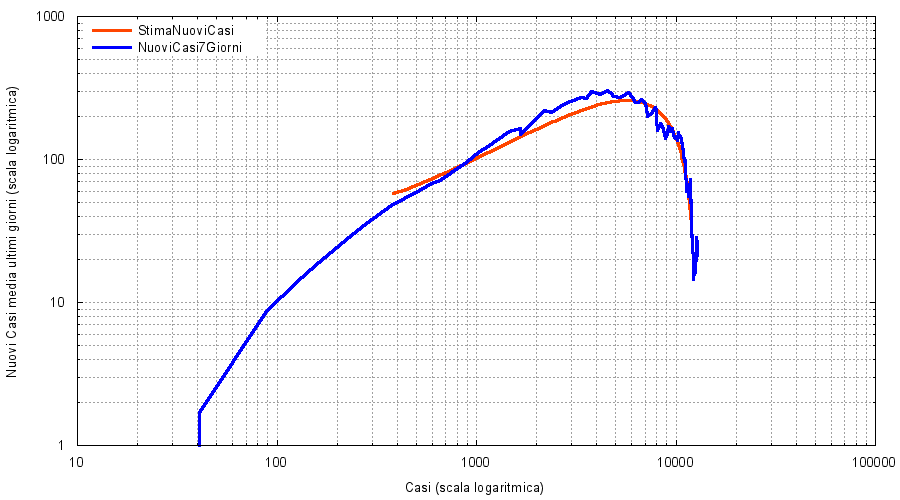 1000
StimaNuoviCasi
NuoviCasi7Giorni
100
10
1
Nuovi Casi media ultimi giorni (scala logaritmica)
10
100
1000
10000
100000
Casi (scala logaritmica)